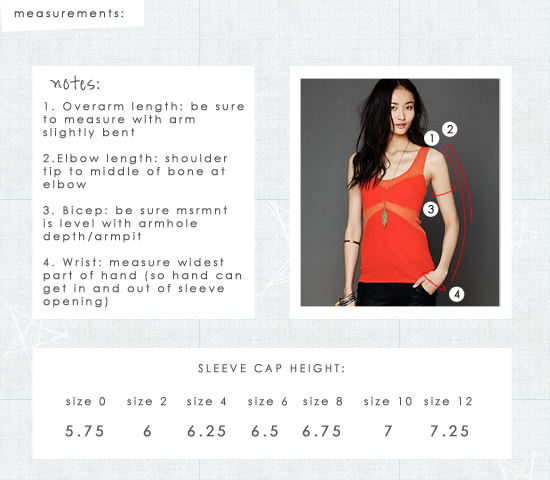 measurements:
notes:
1. Overarm length: be sure
to measure with arm
slightly bent
2.Elbow length: shoulder
tip to middle of bone at
elbow
3. Bicep: be sure msrmnt
is level with armhole
depth/armpit
4. Wrist: measure widest
part of hand (so hand can
get in and out of sleeve
opening)
1 2
3
4
SLEEVE CAP HEIGHT:
size 0 size 2 size 4 size 6 size 8 size 10 size 12
5.75 6 6.25 6.5 6.75 7 7.25